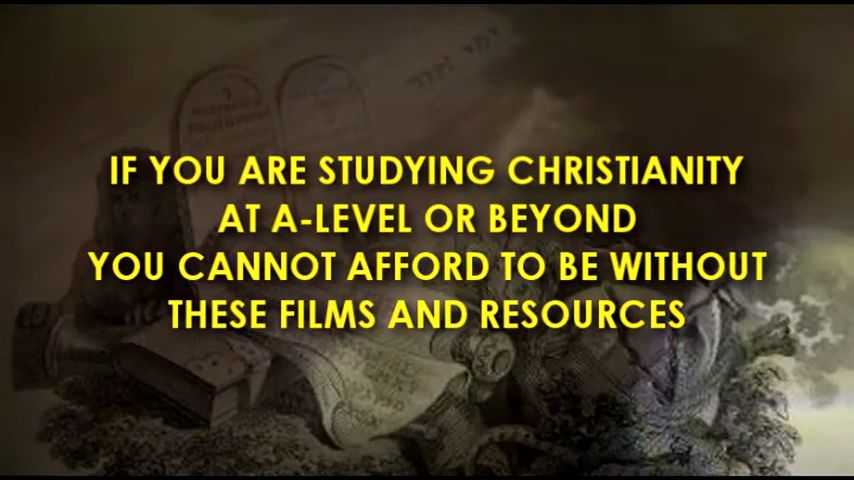 IF YOU ARE STUDYING CHRISTIANITY
AT A-LEVEL OR BEYOND
YOU CANNOT AFFORD TO BE WITHOUT
THESE FILMS AND RESOURCES